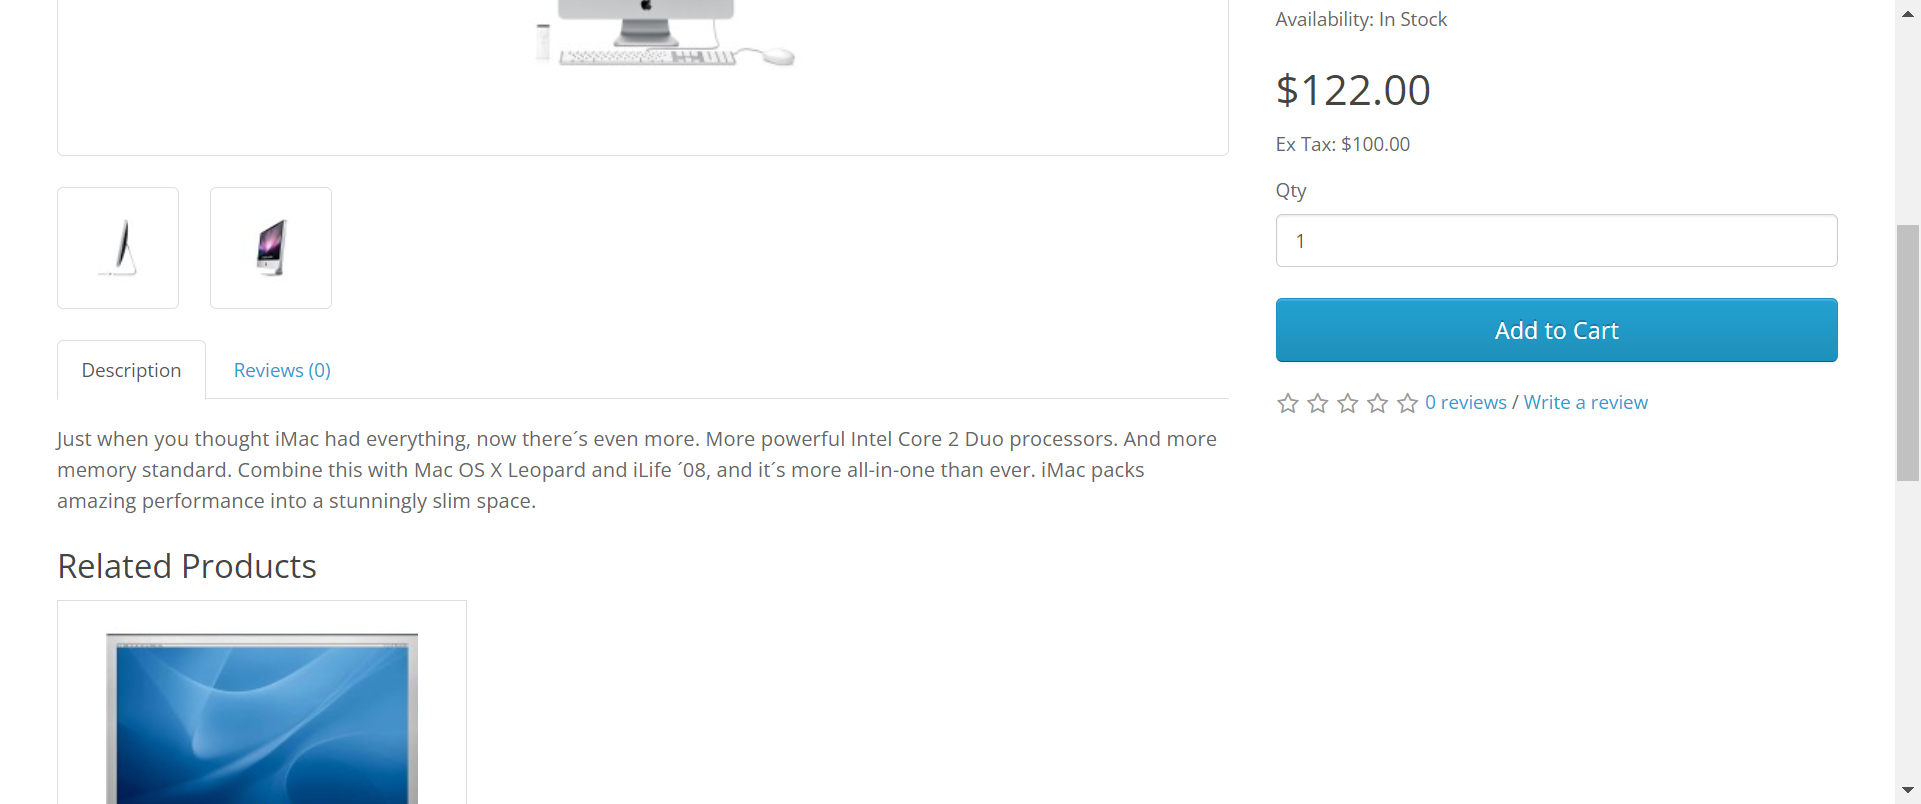 Availability: In Stock
$122.00
Ex Tax: $100.00
Qty
1
Add to Cart
0 reviews / Write a review
Description
Reviews (0)
Just when you thought iMac had everything, now there´s even more. More powerful Intel Core 2 Duo processors. And more
memory standard. Combine this with Mac OS X Leopard and iLife ´08, and it´s more all-in-one than ever. iMac packs
amazing performance into a stunningly slim space.
Related Products